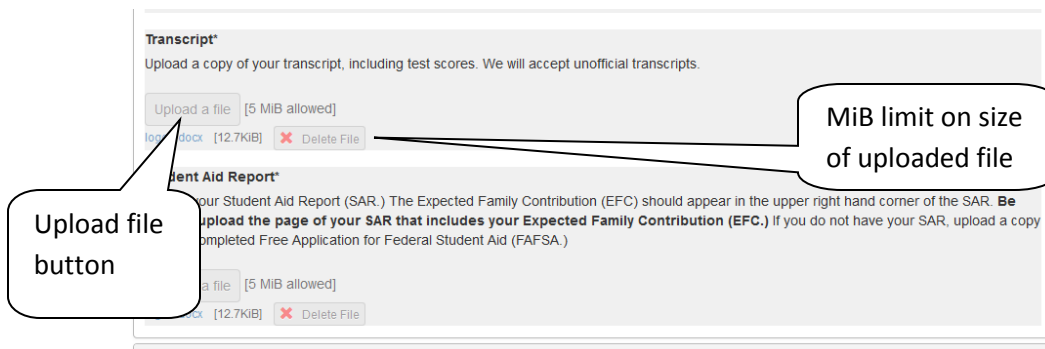 Transcript*
Upload a copy of your transcript, including test scores. We will accept unofficial transcripts.
Upload a file [5 MiB allowed]
docx [12.7KiB] Delete File
MiB limit on size
of uploaded file
dent Aid Report*
your Student Aid Report (SAR.) The Expected Family Contribution (EFC) should appear in the upper right hand corner of the SAR. Be
upload the page of your SAR that includes your Expected Family Contribution (EFC.) If you do not have your SAR, upload a copy
ompleted Free Application for Federal Student Aid (FAFSA.)
a file [5 MiB allowed]
[12.7KiB] Delete File
Upload file
button